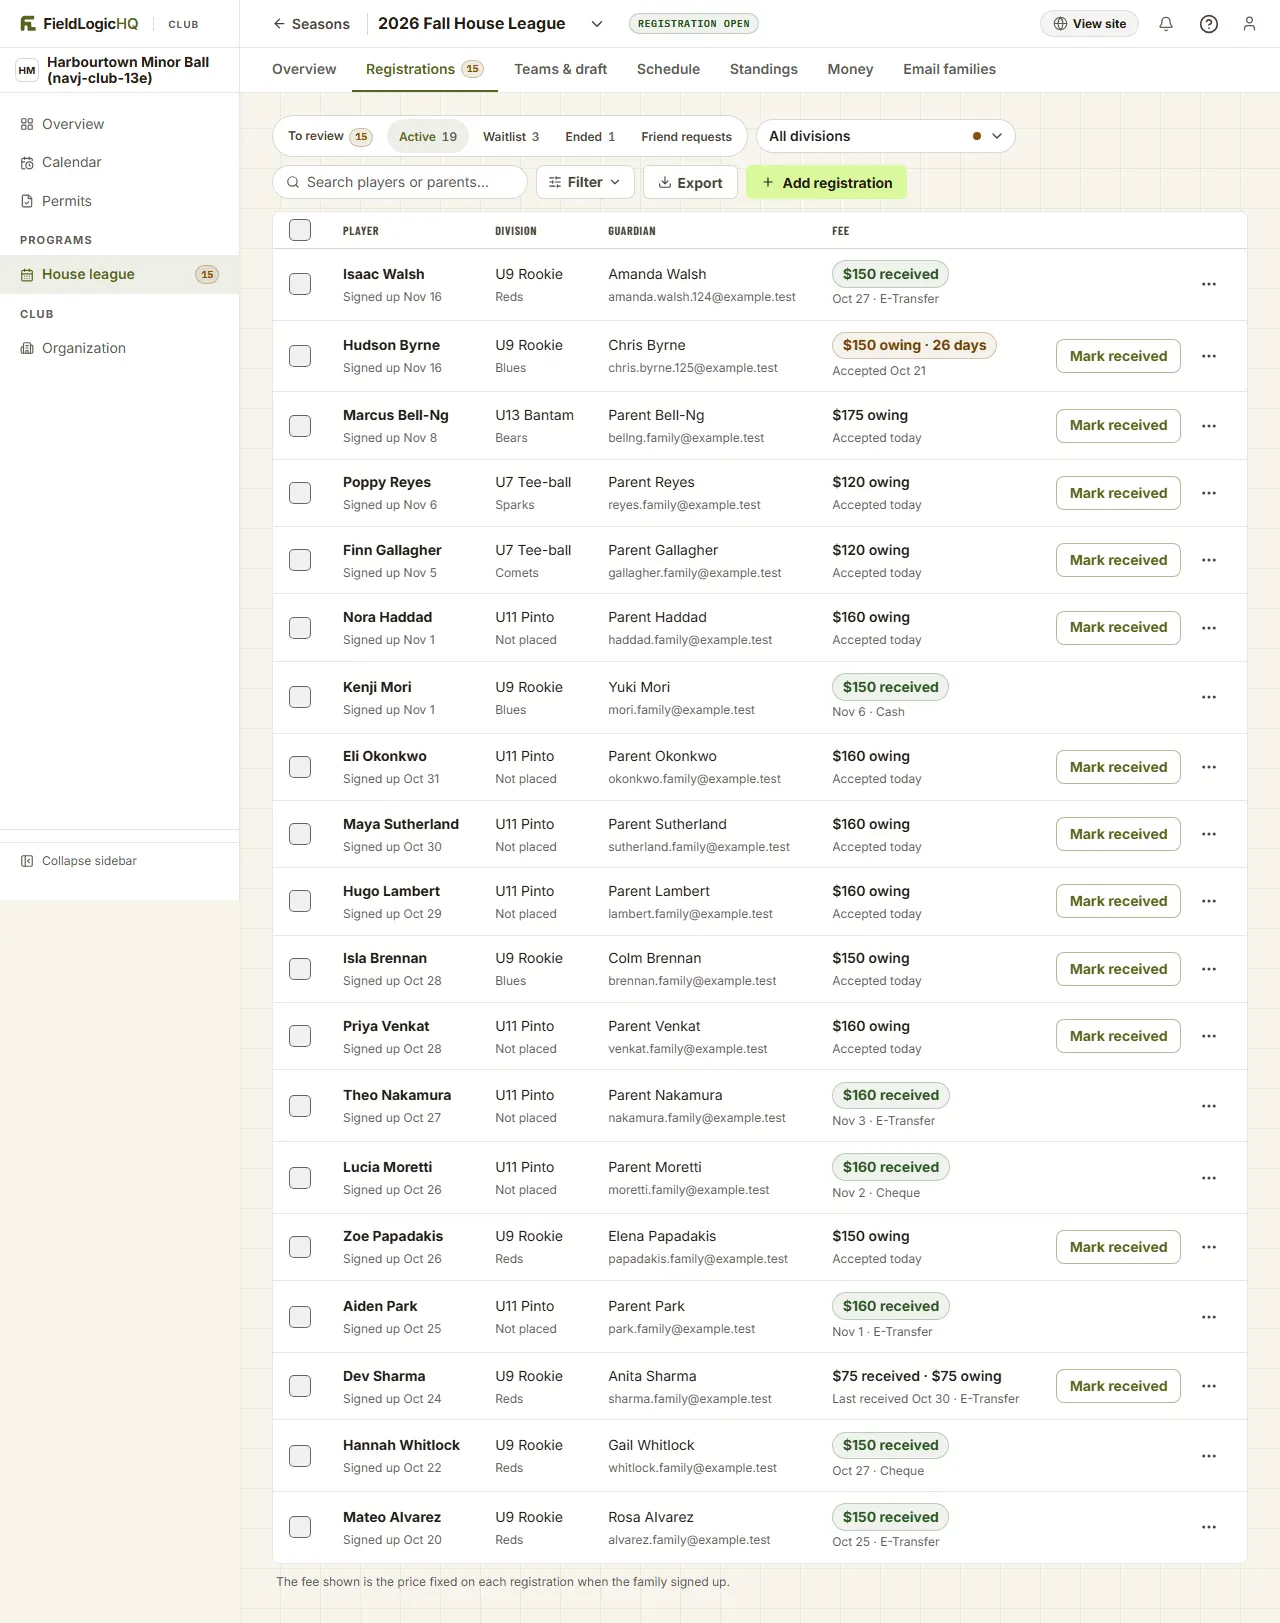 FieldLogicHQ CLUB
Harbourtown Minor Ball
(navj-club-13e)
HM
Overview
Calendar
Permits
PROGRAMS
House league 15
CLUB
Organization
Collapse sidebar
Seasons 2026 Fall House League REGISTRATION OPEN View site
Overview Registrations 15 Teams & draft Schedule Standings Money Email families
To review 15 Active 19 Waitlist 3 Ended 1 Friend requests All divisions
Search players or parents... Filter Export Add registration
PLAYER DIVISION GUARDIAN FEE
Isaac Walsh U9 Rookie Amanda Walsh $150 received
Signed up Nov 16 Reds amanda.walsh.124@example.test Oct 27 · E-Transfer
Hudson Byrne U9 Rookie Chris Byrne $150 owing · 26 days Mark received
Signed up Nov 16 Blues chris.byrne.125@example.test Accepted Oct 21
Marcus Bell-Ng U13 Bantam Parent Bell-Ng $175 owing Mark received
Signed up Nov 8 Bears bellng.family@example.test Accepted today
Poppy Reyes U7 Tee-ball Parent Reyes $120 owing Mark received
Signed up Nov 6 Sparks reyes.family@example.test Accepted today
Finn Gallagher U7 Tee-ball Parent Gallagher $120 owing Mark received
Signed up Nov 5 Comets gallagher.family@example.test Accepted today
Nora Haddad U11 Pinto Parent Haddad $160 owing Mark received
Signed up Nov 1 Not placed haddad.family@example.test Accepted today
Kenji Mori U9 Rookie Yuki Mori $150 received
Signed up Nov 1 Blues mori.family@example.test Nov 6 · Cash
Eli Okonkwo U11 Pinto Parent Okonkwo $160 owing Mark received
Signed up Oct 31 Not placed okonkwo.family@example.test Accepted today
Maya Sutherland U11 Pinto Parent Sutherland $160 owing Mark received
Signed up Oct 30 Not placed sutherland.family@example.test Accepted today
Hugo Lambert U11 Pinto Parent Lambert $160 owing Mark received
Signed up Oct 29 Not placed lambert.family@example.test Accepted today
Isla Brennan U9 Rookie Colm Brennan $150 owing Mark received
Signed up Oct 28 Blues brennan.family@example.test Accepted today
Priya Venkat U11 Pinto Parent Venkat $160 owing Mark received
Signed up Oct 28 Not placed venkat.family@example.test Accepted today
Theo Nakamura U11 Pinto Parent Nakamura $160 received
Signed up Oct 27 Not placed nakamura.family@example.test Nov 3 · E-Transfer
Lucia Moretti U11 Pinto Parent Moretti $160 received
Signed up Oct 26 Not placed moretti.family@example.test Nov 2 · Cheque
Zoe Papadakis U9 Rookie Elena Papadakis $150 owing Mark received
Signed up Oct 26 Reds papadakis.family@example.test Accepted today
Aiden Park U11 Pinto Parent Park $160 received
Signed up Oct 25 Not placed park.family@example.test Nov 1 · E-Transfer
Dev Sharma U9 Rookie Anita Sharma $75 received · $75 owing Mark received
Signed up Oct 24 Reds sharma.family@example.test Last received Oct 30 · E-Transfer
Hannah Whitlock U9 Rookie Gail Whitlock $150 received
Signed up Oct 22 Reds whitlock.family@example.test Oct 27 · Cheque
Mateo Alvarez U9 Rookie Rosa Alvarez $150 received
Signed up Oct 20 Reds alvarez.family@example.test Oct 25 · E-Transfer
The fee shown is the price fixed on each registration when the family signed up.